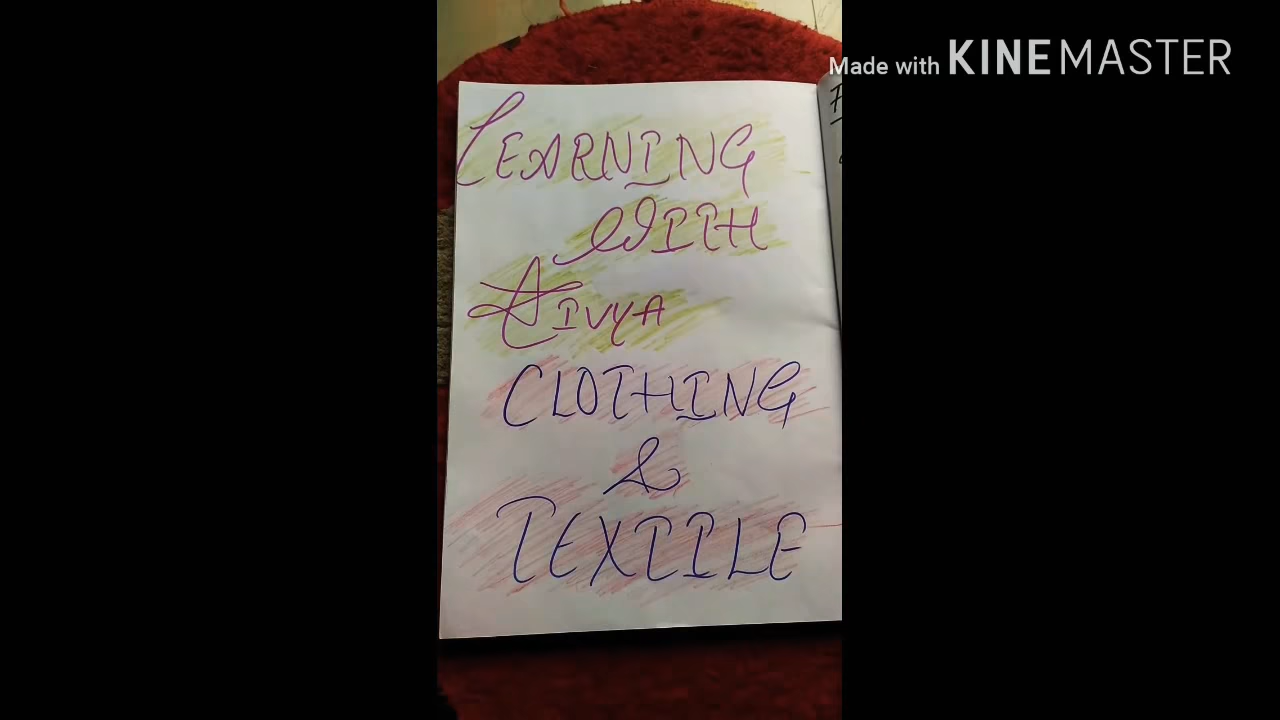 Made with KINEMASTER
LEARNING
WITH
DIVYA
CLOTHING
&
TEXTILE